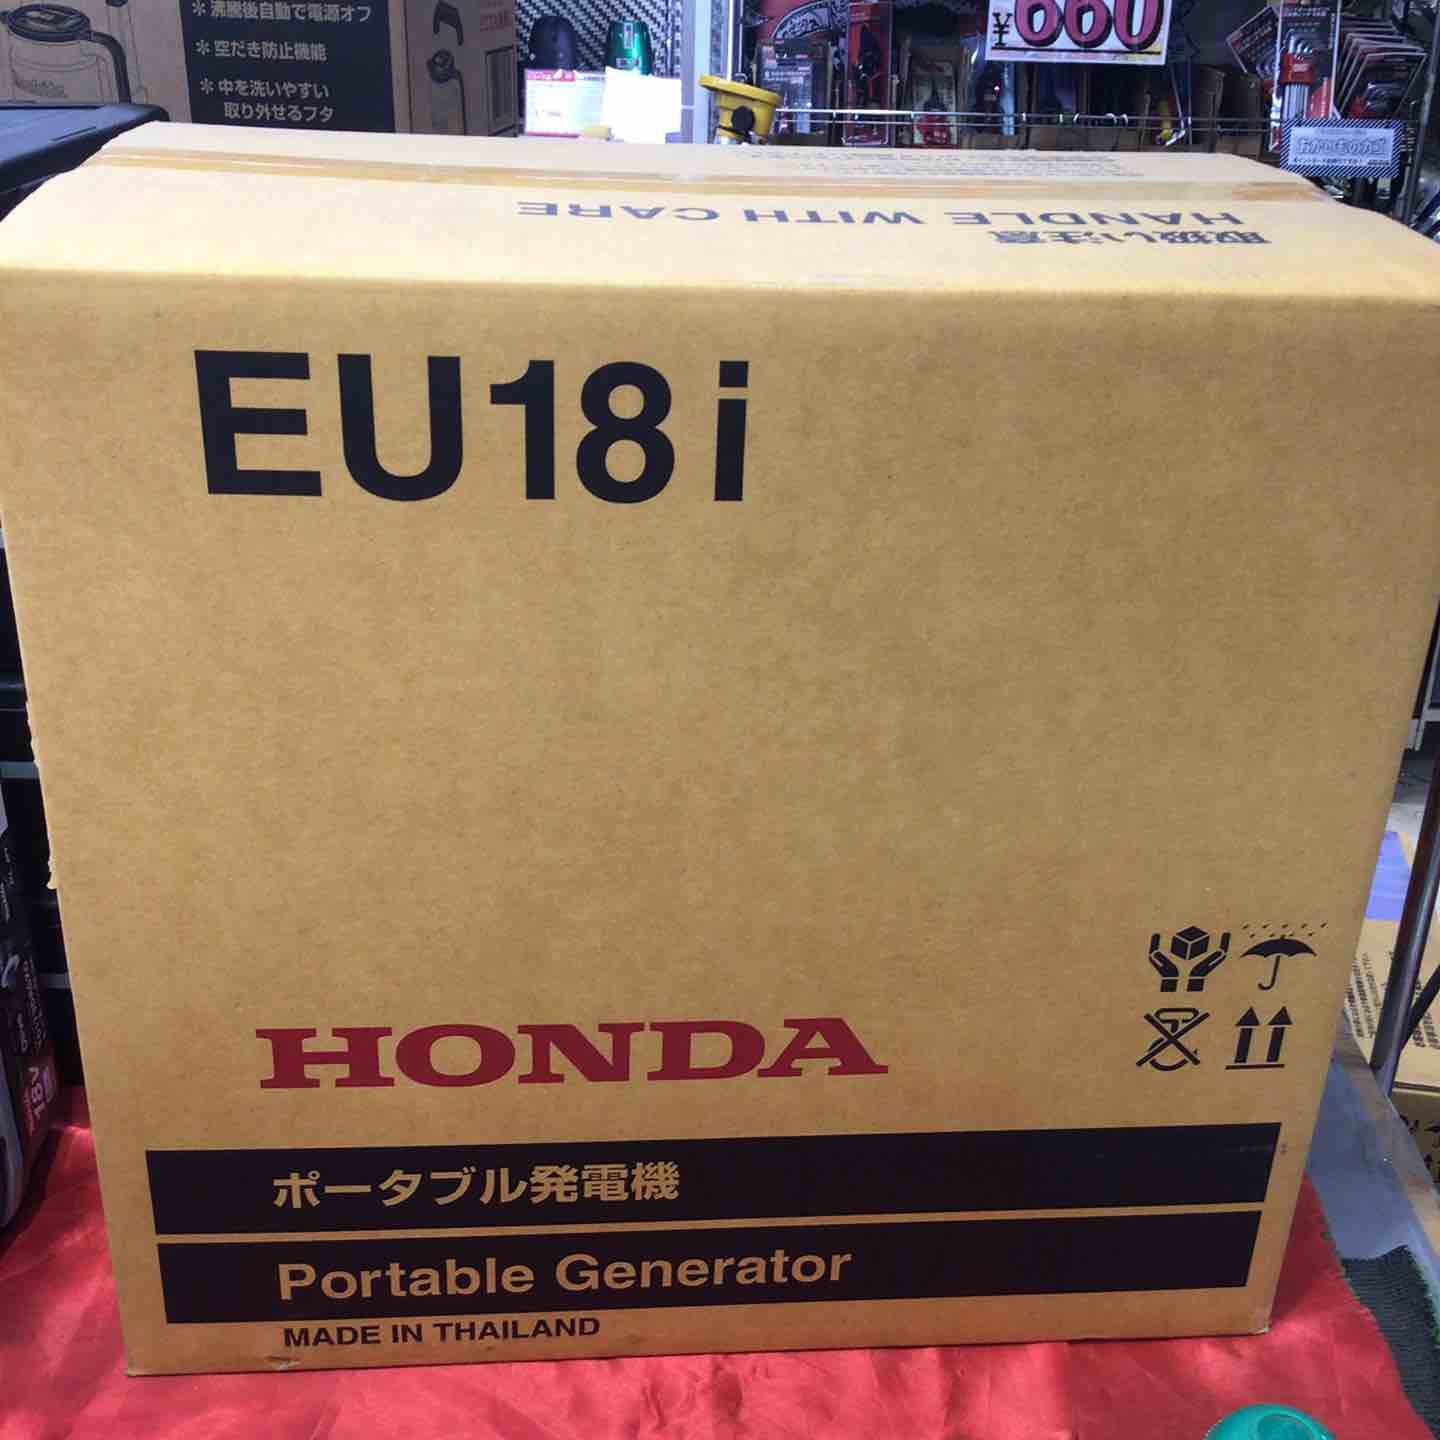 ＊沸騰後自動で電源オフ
＊空だき防止機能
＊中を洗いやすい
取り外せるフタ
¥660
取扱い注意
HANDLE WITH CARE
EU18i
HONDA
ポータブル発電機
Portable Generator
MADE IN THAILAND
18V